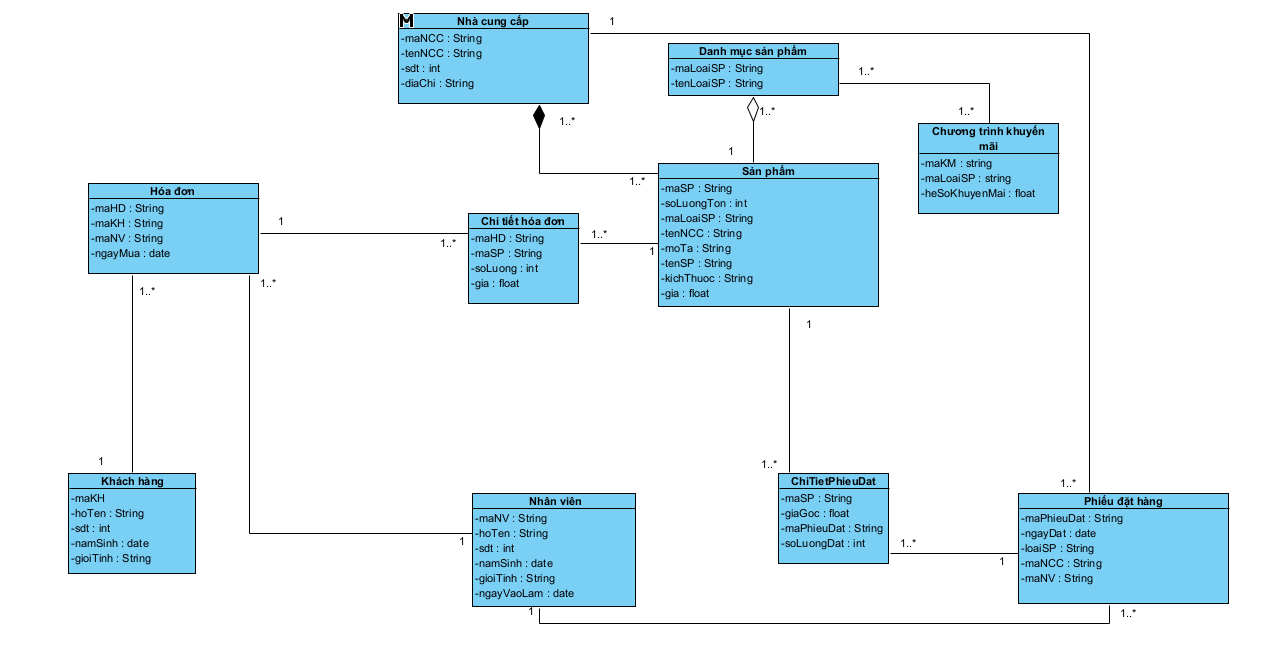 M
Nhà cung cấp
-maNCC : String
-tenNCC : String
-sdt : int
-diaChi : String
1
Danh mục sản phẩm
-maLoaiSP : String
-tenLoaiSP : String
1..*
1..*
1..*
1..*
1
1..*
Chương trình khuyến
mãi
-maKM : string
-maLoaiSP : string
-heSoKhuyenMai : float
Sản phẩm
-maSP : String
-soLuongTon : int
-maLoaiSP : String
-tenNCC : String
-moTa : String
-tenSP : String
-kichThuoc : String
-gia : float
Hóa đơn
-maHD : String
-maKH : String
-maNV : String
-ngayMua : date
1
1..*
Chi tiết hóa đơn
-maHD : String
-maSP : String
-soLuong : int
-gia : float
1..*
1
1..*
1..*
1
1
1..*
1..*
Khách hàng
-maKH
-hoTen : String
-sdt : int
-namSinh : date
-gioiTinh : String
1
Nhân viên
-maNV : String
-hoTen : String
-sdt : int
-namSinh : date
-gioiTinh : String
-ngayVaoLam : date
1
ChiTietPhieuDat
-maSP : String
-giaGoc : float
-maPhieuDat : String
-soLuongDat : int
1..*
1
Phiếu đặt hàng
-maPhieuDat : String
-ngayDat : date
-loaiSP : String
-maNCC : String
-maNV : String
1..*